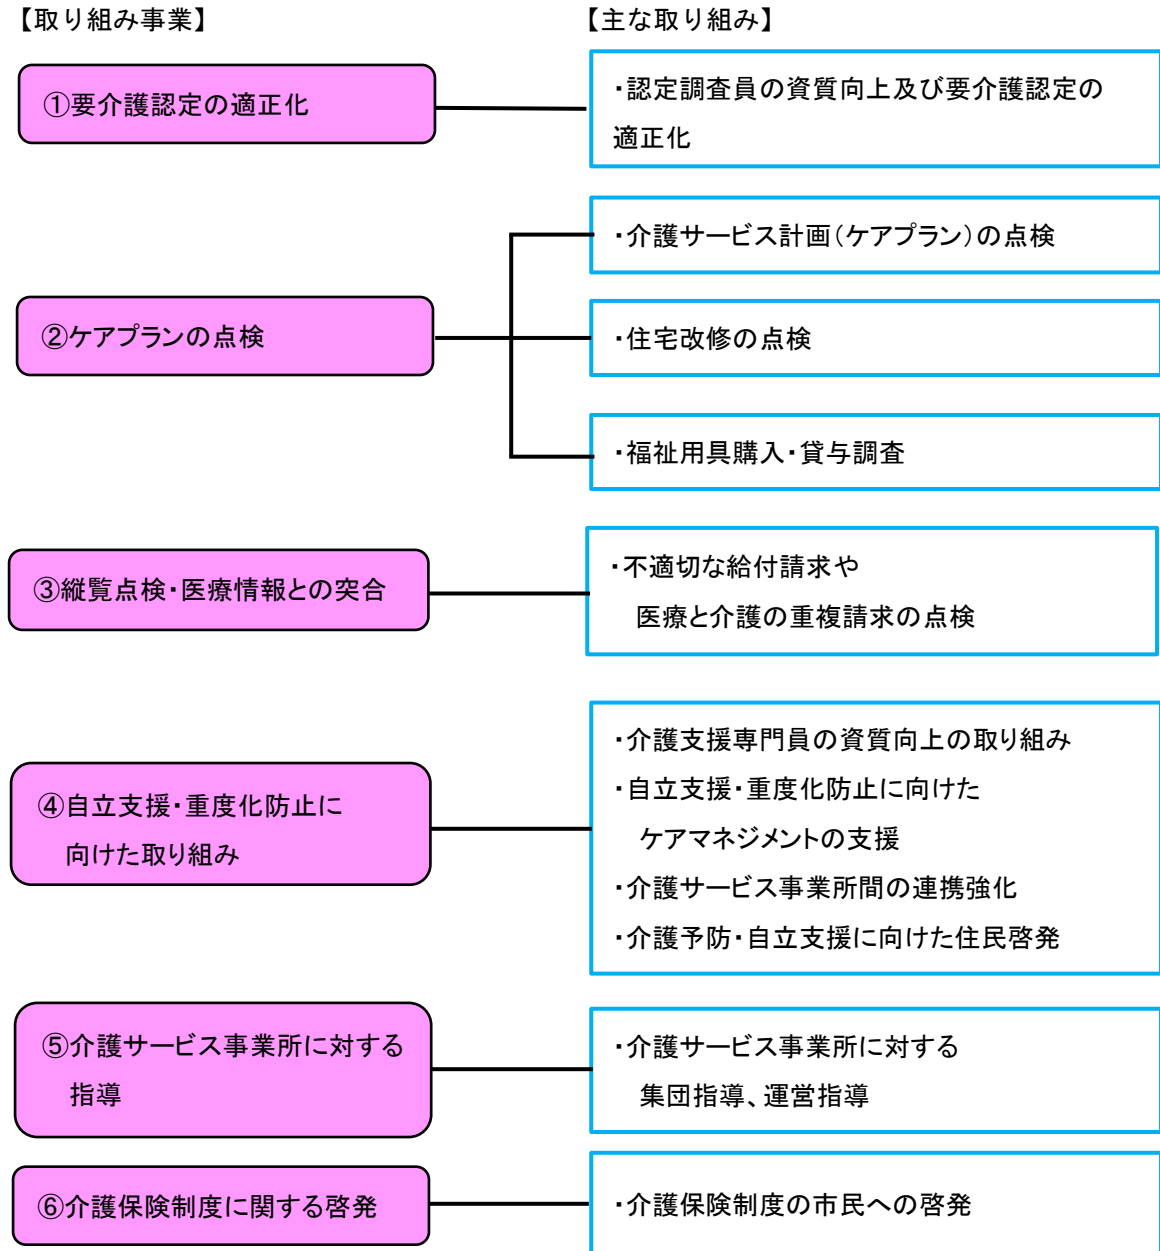 【取り組み事業】
【主な取り組み】
①要介護認定の適正化
・認定調査員の資質向上及び要介護認定の
適正化
②ケアプランの点検
・介護サービス計画（ケアプラン）の点検
・住宅改修の点検
・福祉用具購入・貸与調査
③縦覧点検・医療情報との突合
・不適切な給付請求や
医療と介護の重複請求の点検
④自立支援・重度化防止に
向けた取り組み
・介護支援専門員の資質向上の取り組み
・自立支援・重度化防止に向けた
ケアマネジメントの支援
・介護サービス事業所間の連携強化
・介護予防・自立支援に向けた住民啓発
⑤介護サービス事業所に対する
指導
・介護サービス事業所に対する
集団指導、運営指導
⑥介護保険制度に関する啓発
・介護保険制度の市民への啓発